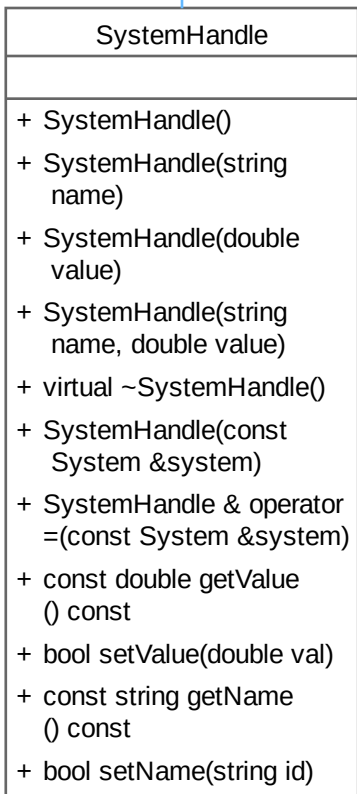 SystemHandle
+ SystemHandle()
+ SystemHandle(string
name)
+ SystemHandle(double
value)
+ SystemHandle(string
name, double value)
+ virtual ~SystemHandle()
+ SystemHandle(const
System &system)
+ SystemHandle & operator
=(const System &system)
+ const double getValue
() const
+ bool setValue(double val)
+ const string getName
() const
+ bool setName(string id)